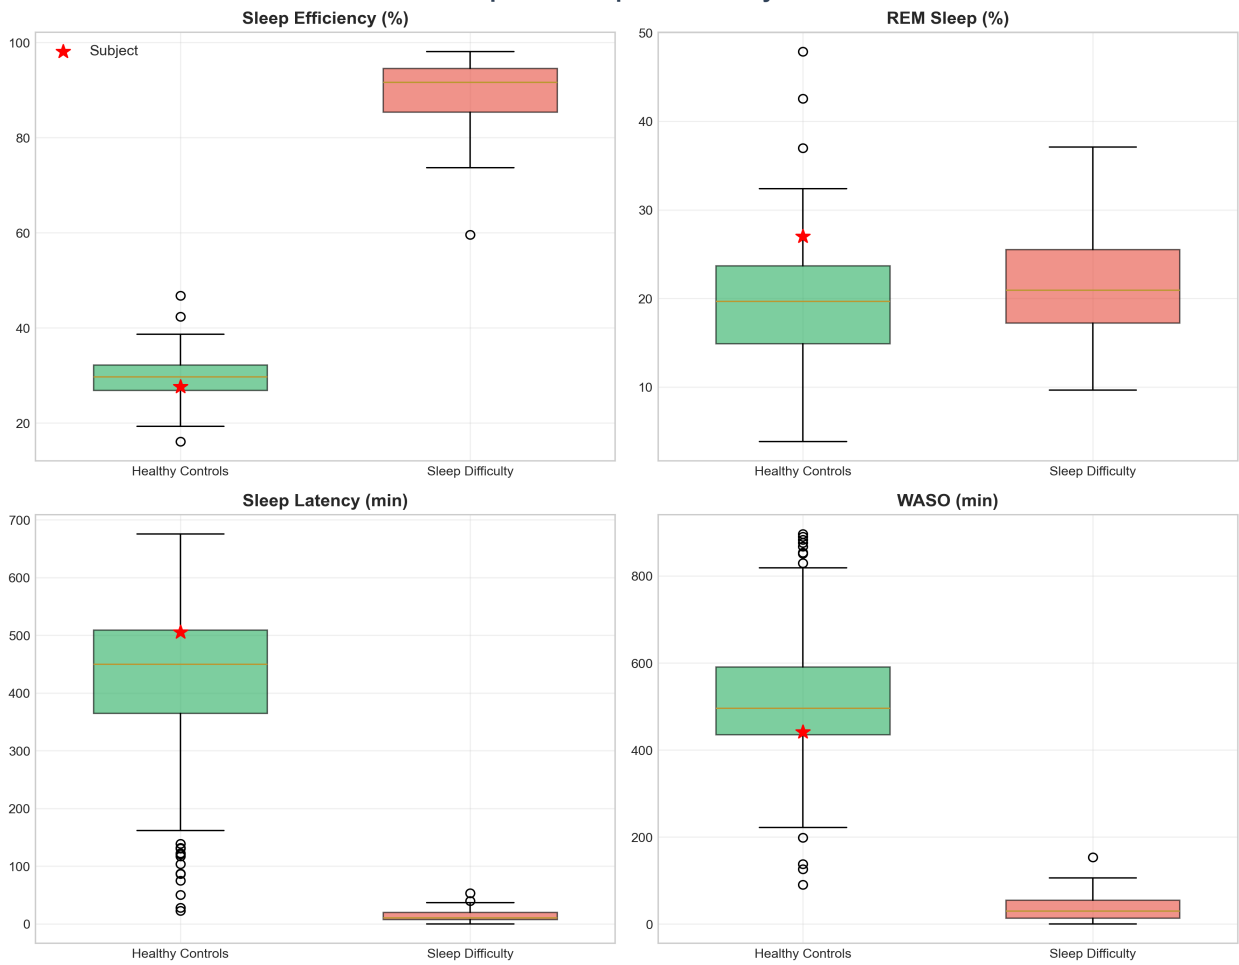 Sleep Efficiency (%)
100
80
60
40
20
Subject
Healthy Controls
Sleep Difficulty
REM Sleep (%)
50
40
30
20
10
Healthy Controls
Sleep Difficulty
Sleep Latency (min)
700
600
500
400
300
200
100
0
Healthy Controls
Sleep Difficulty
WASO (min)
800
600
400
200
0
Healthy Controls
Sleep Difficulty